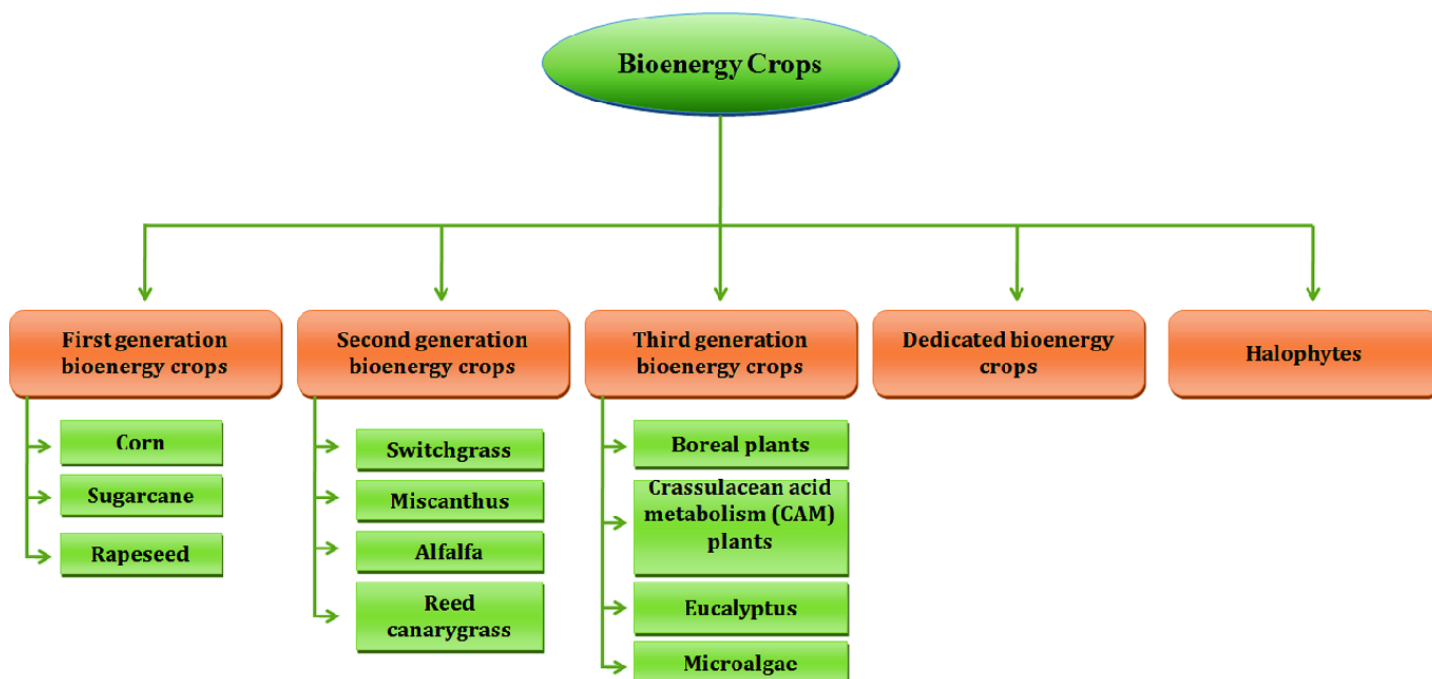 Bioenergy Crops
First generation
bioenergy crops
Second generation
bioenergy crops
Third generation
bioenergy crops
Dedicated bioenergy
crops
Halophytes
Corn
Sugarcane
Rapeseed
Switchgrass
Miscanthus
Alfalfa
Reed
canarygrass
Boreal plants
Crassulacean acid
metabolism (CAM)
plants
Eucalyptus
Microalgae